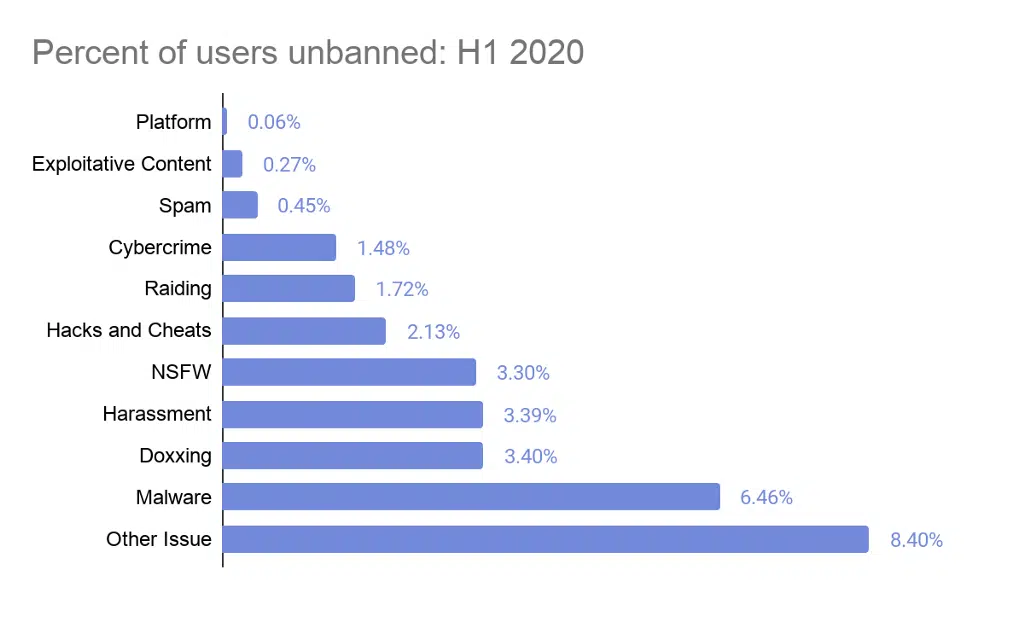 Percent of users unbanned: H1 2020
Platform 0.06%
Exploitative Content 0.27%
Spam 0.45%
Cybercrime 1.48%
Raiding 1.72%
Hacks and Cheats 2.13%
NSFW 3.30%
Harassment 3.39%
Doxxing 3.40%
Malware 6.46%
Other Issue 8.40%